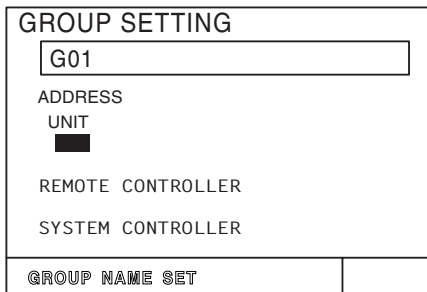 GROUP SETTING
G01
ADDRESS
UNIT
REMOTE CONTROLLER
SYSTEM CONTROLLER
GROUP NAME SET